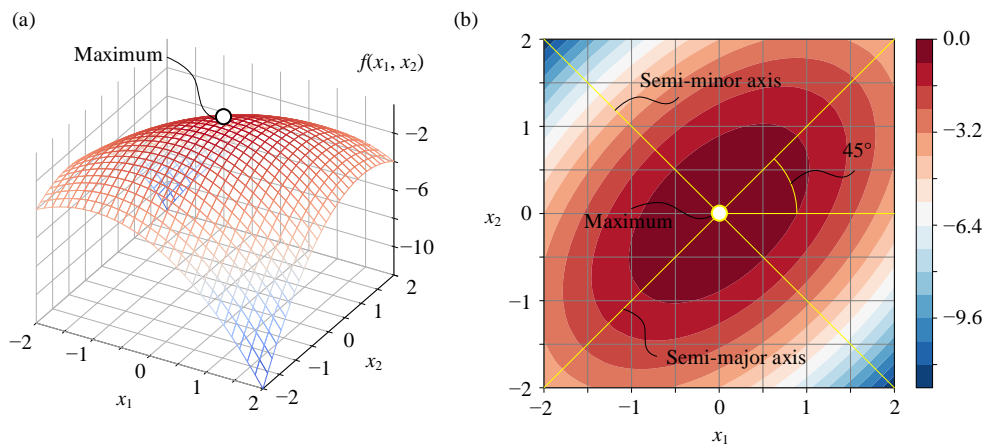 (a)
Maximum
f(x1, x2)
−2
−6
−10
2
1
0
−1
−2
x2
−2
−1
0
1
2
x1
(b)
2
1
0
−1
−2
x2
Semi-minor axis
45°
Maximum
Semi-major axis
−2
−1
0
1
2
x1
0.0
−3.2
−6.4
−9.6